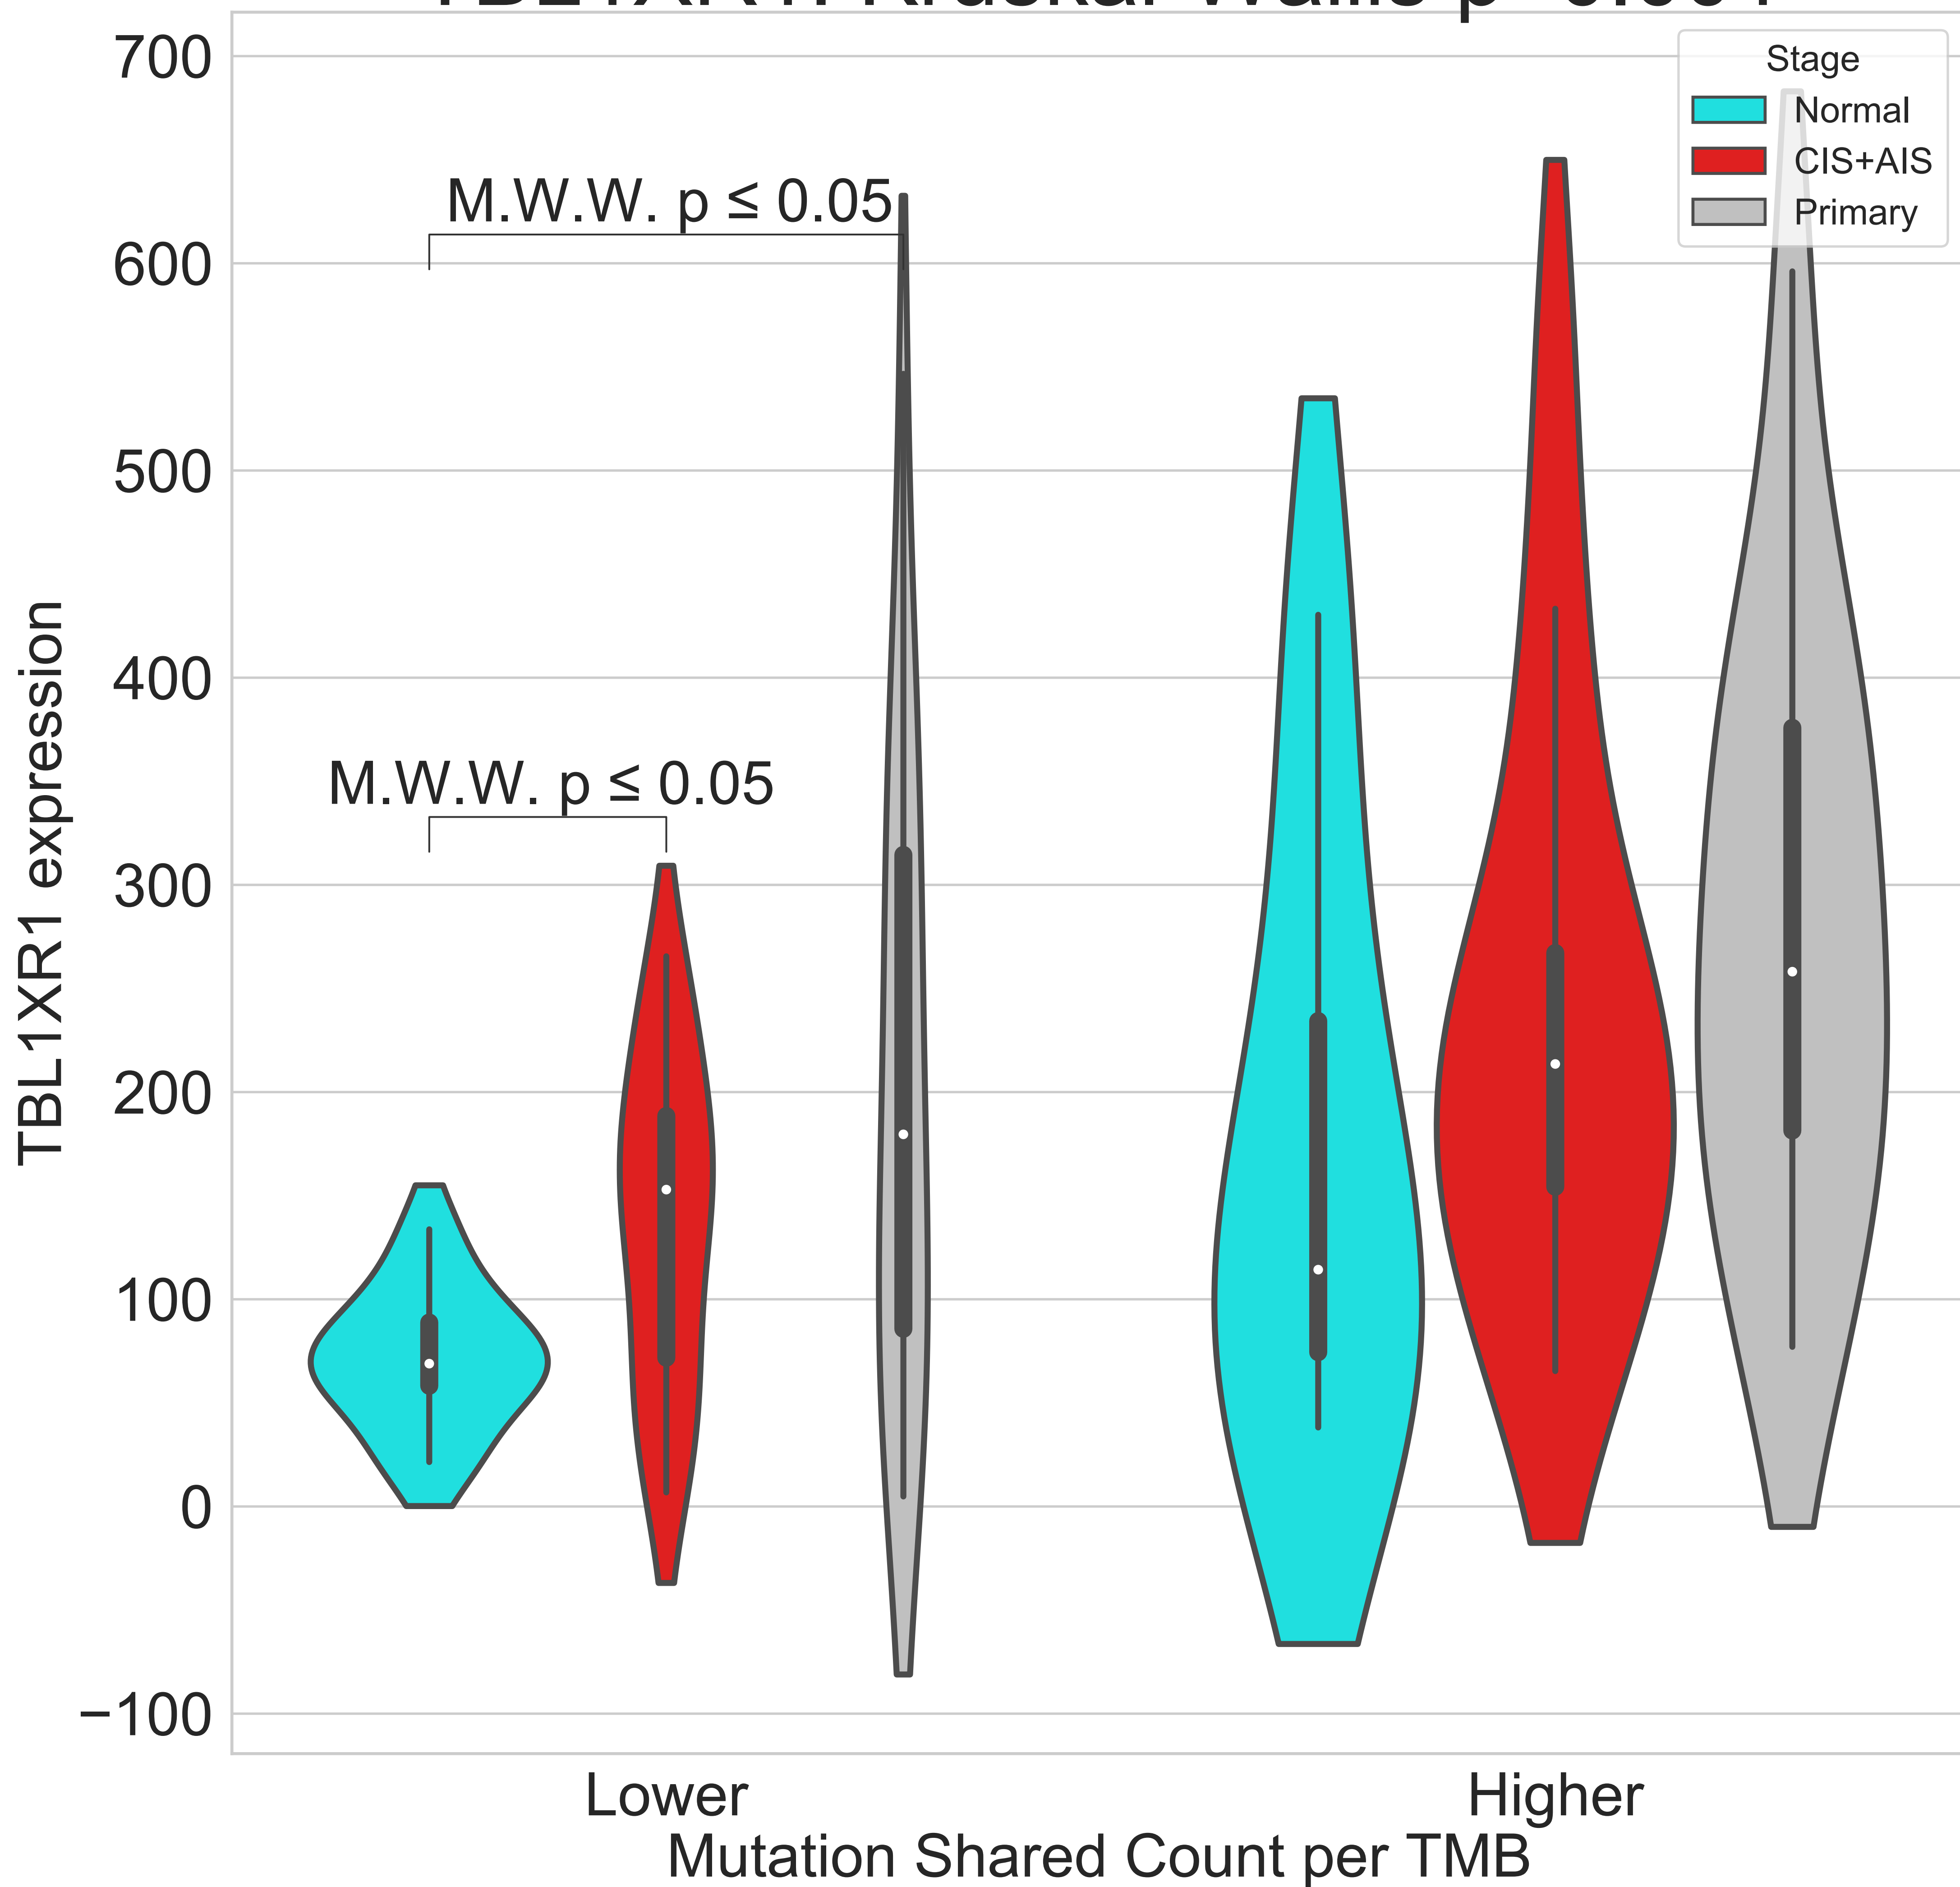 700
600
500
400
300
200
100
0
−100
TBL1XR1 expression
M.W.W. p ≤ 0.05
M.W.W. p ≤ 0.05
Stage
Normal
CIS+AIS
Primary
Lower
Higher
Mutation Shared Count per TMB